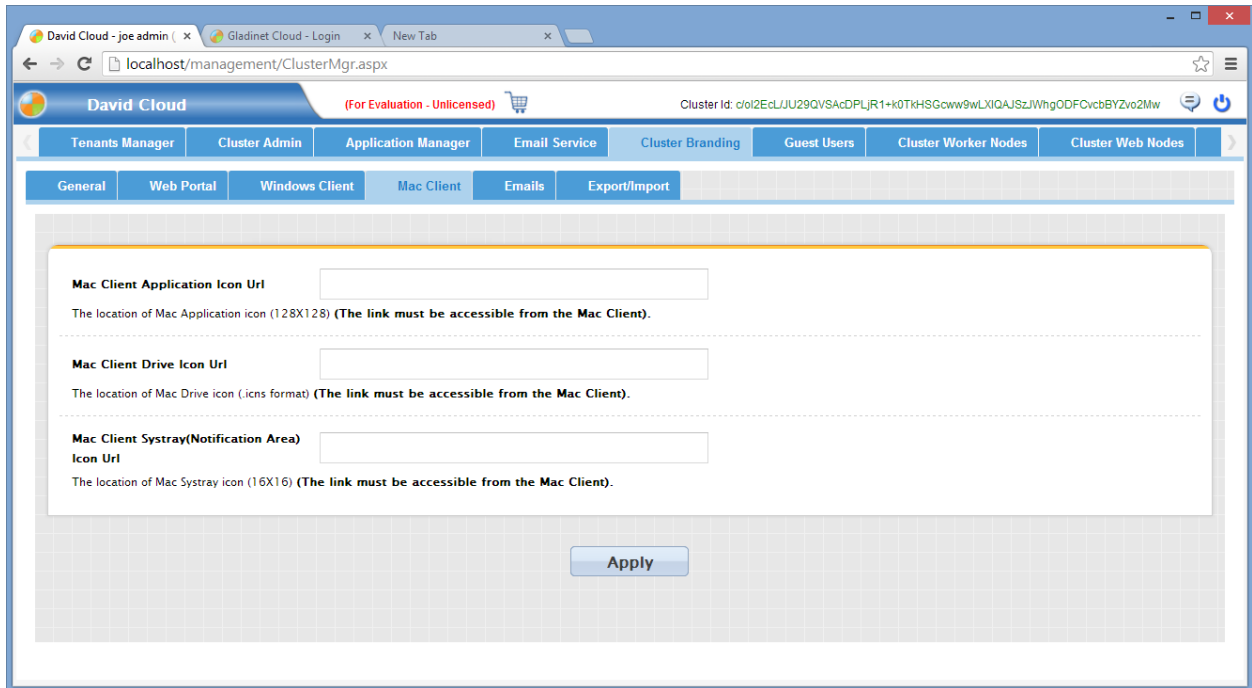 David Cloud - joe admin (
Gladinet Cloud - Login
New Tab
localhost/management/ClusterMgr.aspx
David Cloud
(For Evaluation - Unlicensed)
Cluster Id: c/oI2EcL/JU29QVSAcDPLjR1+k0TkHSGcww9wLXIQAJSzJWhgODFCvcbBYZvo2Mw
Tenants Manager
Cluster Admin
Application Manager
Email Service
Cluster Branding
Guest Users
Cluster Worker Nodes
Cluster Web Nodes
General
Web Portal
Windows Client
Mac Client
Emails
Export/Import
Mac Client Application Icon Url
The location of Mac Application icon (128X128) (The link must be accessible from the Mac Client).
Mac Client Drive Icon Url
The location of Mac Drive icon (.icns format) (The link must be accessible from the Mac Client).
Mac Client Systray(Notification Area)
Icon Url
The location of Mac Systray icon (16X16) (The link must be accessible from the Mac Client).
Apply